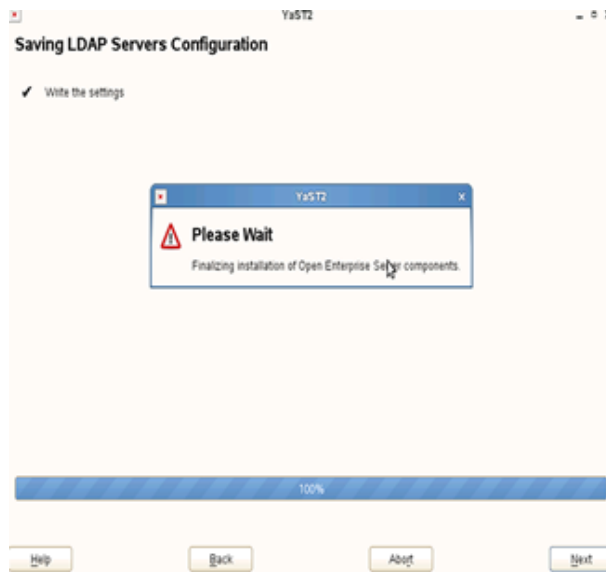 YaST2
Saving LDAP Servers Configuration
✔ Write the settings
YaST2
Please Wait
Finalizing installation of Open Enterprise Server components.
100%
Help
Back
Abort
Next